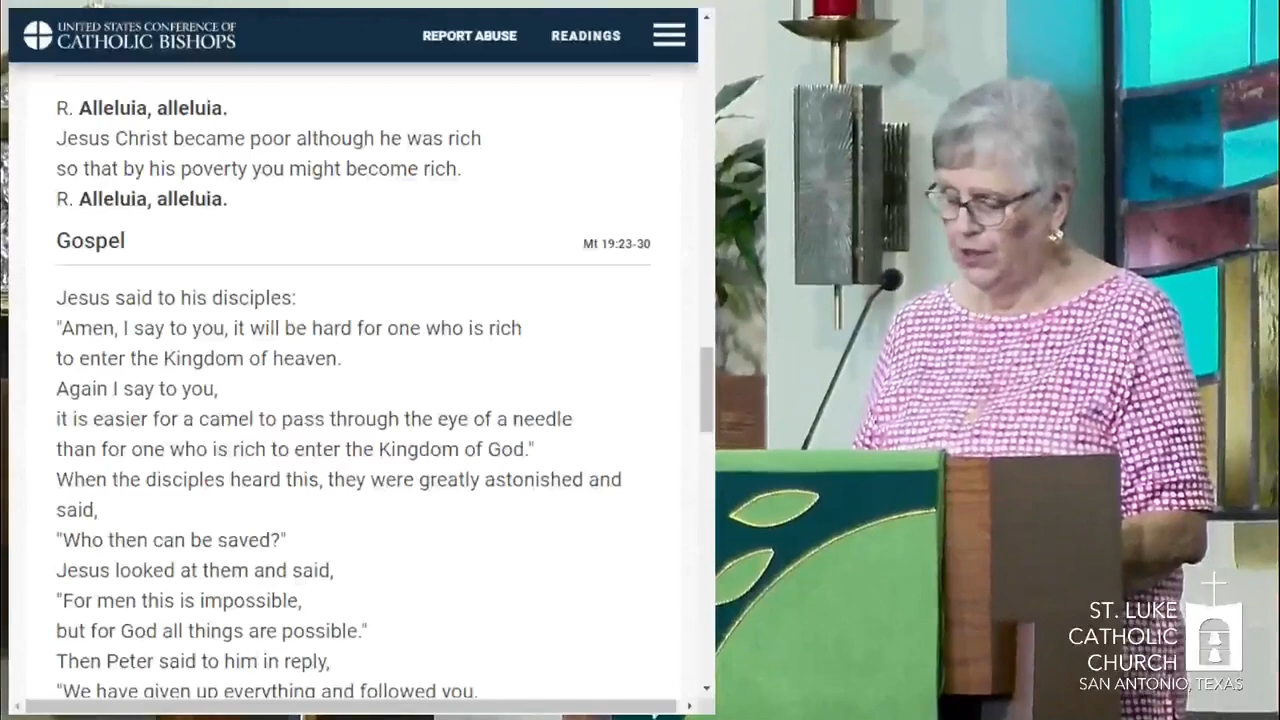 UNITED STATES CONFERENCE OF
CATHOLIC BISHOPS
REPORT ABUSE
READINGS
R. Alleluia, alleluia.
Jesus Christ became poor although he was rich
so that by his poverty you might become rich.
R. Alleluia, alleluia.
Gospel
Mt 19:23-30
Jesus said to his disciples:
"Amen, I say to you, it will be hard for one who is rich
to enter the Kingdom of heaven.
Again I say to you,
it is easier for a camel to pass through the eye of a needle
than for one who is rich to enter the Kingdom of God."
When the disciples heard this, they were greatly astonished and
said,
"Who then can be saved?"
Jesus looked at them and said,
"For men this is impossible,
but for God all things are possible."
Then Peter said to him in reply,
"We have given up everything and followed you.
ST. LUKE
CATHOLIC
CHURCH
SAN ANTONIO, TEXAS